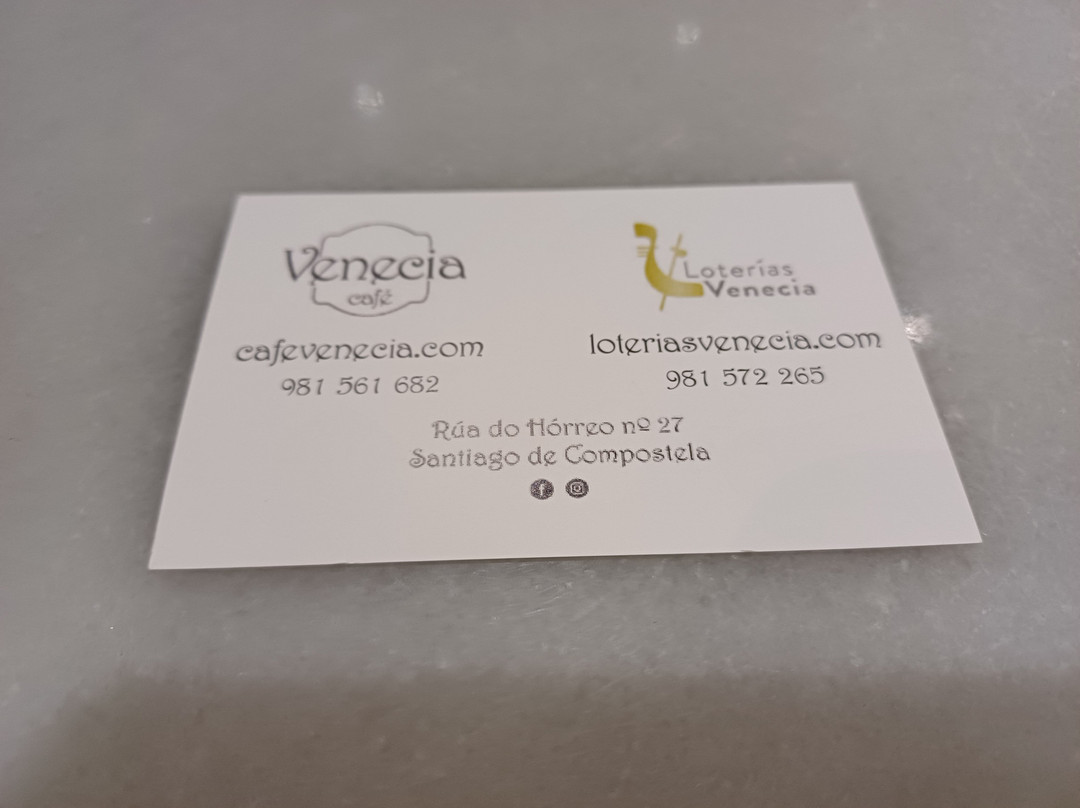 Venecia
café
cafevenecia.com
981 561 682
Loterías
Venecia
loteriasvenecia.com
981 572 265
Rúa do Hórreo nº 27
Santiago de Compostela